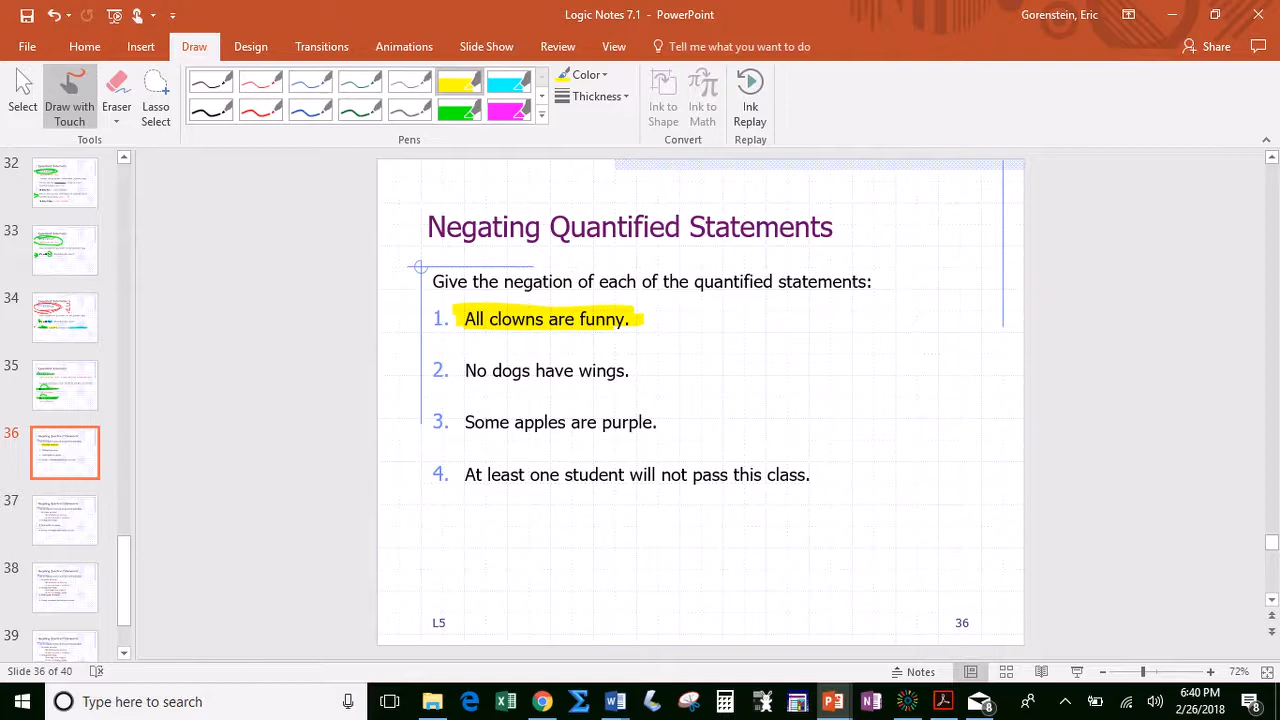 Logic Notes 7.1 - PowerPoint
Gorenstein, Eric
File Home Insert Draw Design Transitions Animations Slide Show Review View Tell me what you want to do Share
Select
Draw with Touch
Eraser
Lasso Select
Color
Thickness
Ink to Shape
Ink to Math
Ink Replay
Tools Pens Convert Replay
32
33
34
35
36
37
38
39
Negating Quantified Statements
Give the negation of each of the quantified statements:
1. All clowns are funny.
2. No dogs have wings.
3. Some apples are purple.
4. At least one student will not pass this class.
L5 36
Slide 36 of 40 Notes 72%
Type here to search
6:40 PM
2/26/2018
8
8